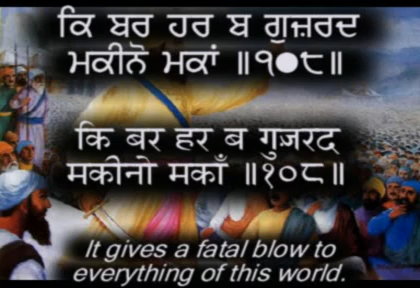 ਕਿ ਬਰ ਹਰ ਬ ਗੁਜ਼ਰਦ
ਮਕੀਨੋ ਮਕਾਂ ॥੧੦੮॥
कि बर हर ब गुज़रद
मकीनो मकाँ ॥१०८॥
It gives a fatal blow to
everything of this world.